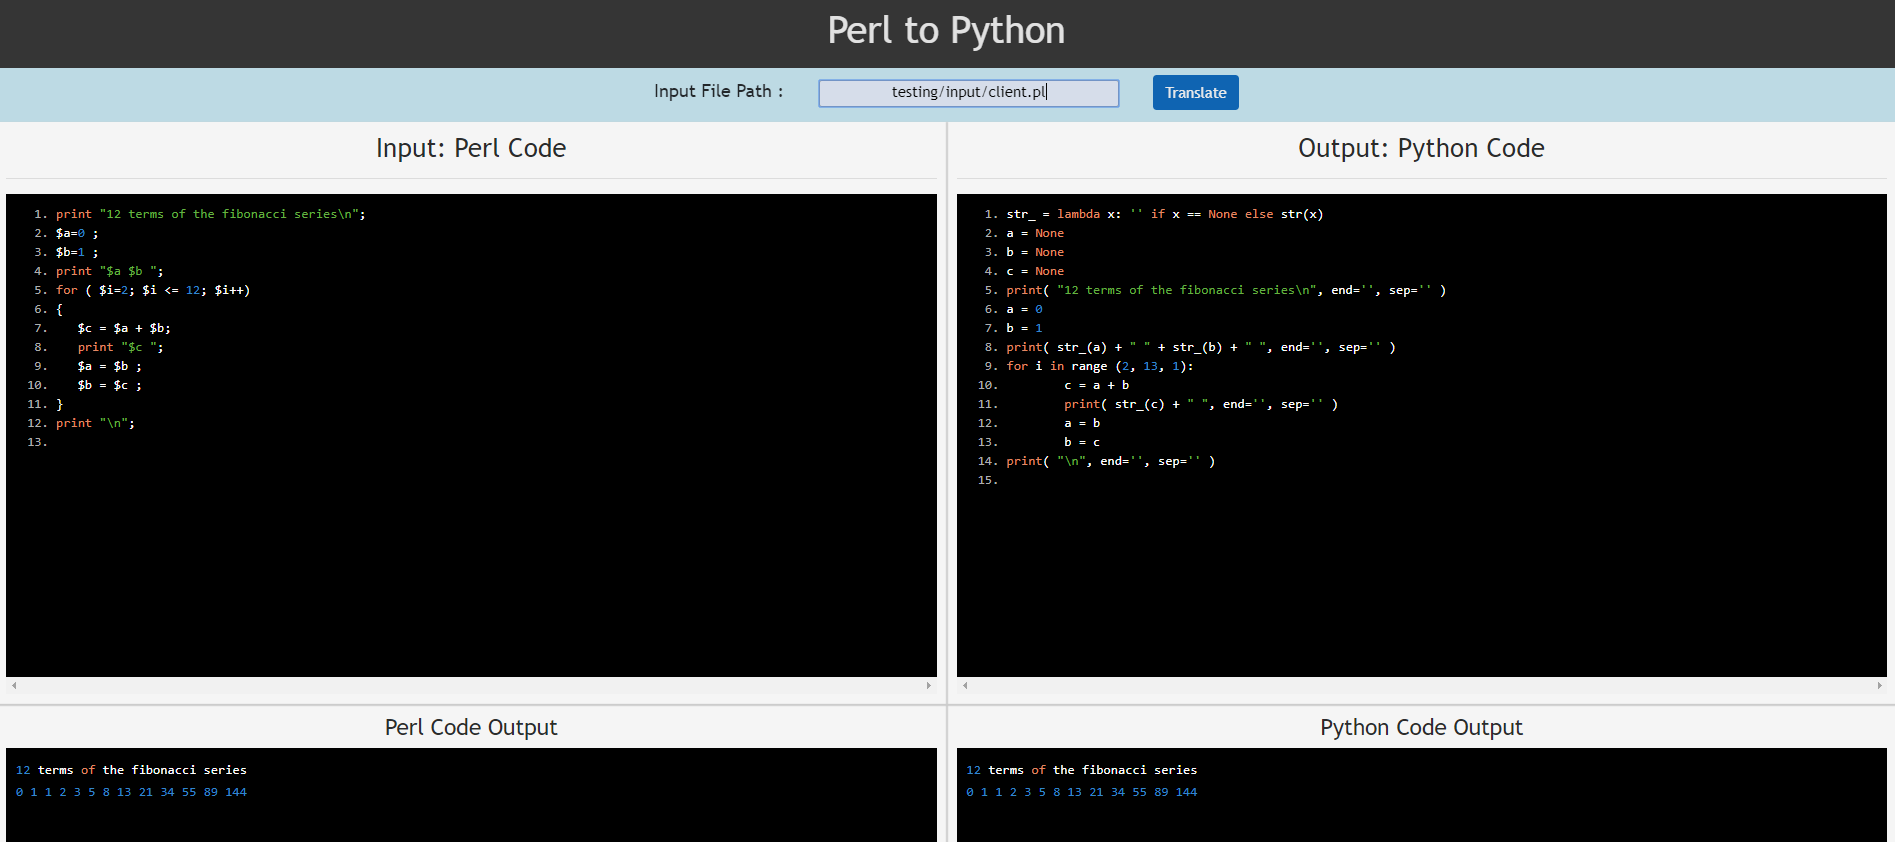 Perl to Python
Input File Path : testing/input/client.pl Translate
Input: Perl Code
1. print "12 terms of the fibonacci series\n";
2. $a=0 ;
3. $b=1 ;
4. print "$a $b ";
5. for ( $i=2; $i <= 12; $i++)
6. {
7.    $c = $a + $b;
8.    print "$c ";
9.    $a = $b ;
10.    $b = $c ;
11. }
12. print "\n";
13.
Output: Python Code
1. str_ = lambda x: '' if x == None else str(x)
2. a = None
3. b = None
4. c = None
5. print( "12 terms of the fibonacci series\n", end='', sep='' )
6. a = 0
7. b = 1
8. print( str_(a) + " " + str_(b) + " ", end='', sep='' )
9. for i in range (2, 13, 1):
10.         c = a + b
11.         print( str_(c) + " ", end='', sep='' )
12.         a = b
13.         b = c
14. print( "\n", end='', sep='' )
15.
Perl Code Output
12 terms of the fibonacci series
0 1 1 2 3 5 8 13 21 34 55 89 144
Python Code Output
12 terms of the fibonacci series
0 1 1 2 3 5 8 13 21 34 55 89 144